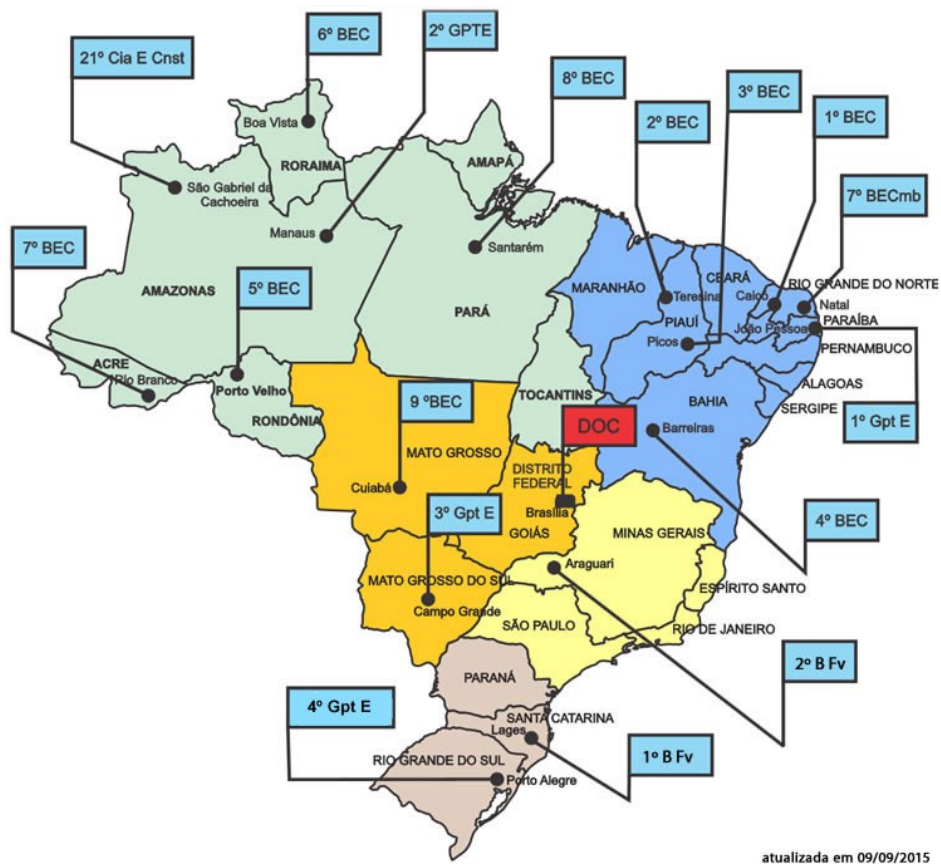 6º BEC
2º GPTE
21º Cia E Cnst
8º BEC
3º BEC
2º BEC
1º BEC
7º BECmb
Boa Vista
RORAIMA
AMAPÁ
São Gabriel da
Cachoeira
Manaus
Santarém
7º BEC
5º BEC
AMAZONAS
PARÁ
MARANHÃO
CEARÁ
RIO GRANDE DO NORTE
Teresina
Caicó
Natal
PIAUÍ
João Pessoa
PARAÍBA
Picos
PERNAMBUCO
ACRE
Rio Branco
Porto Velho
RONDÔNIA
TOCANTINS
BAHIA
ALAGOAS
SERGIPE
1º Gpt E
9 ºBEC
DOC
Barreiras
MATO GROSSO
DISTRITO
FEDERAL
Cuiabá
Brasília
3º Gpt E
GOIÁS
4º BEC
MINAS GERAIS
Araguari
MATO GROSSO DO SUL
ESPÍRITO SANTO
Campo Grande
SÃO PAULO
RIO DE JANEIRO
2º B Fv
PARANÁ
4º Gpt E
SANTA CATARINA
Lages
1º B Fv
RIO GRANDE DO SUL
Porto Alegre
atualizada em 09/09/2015